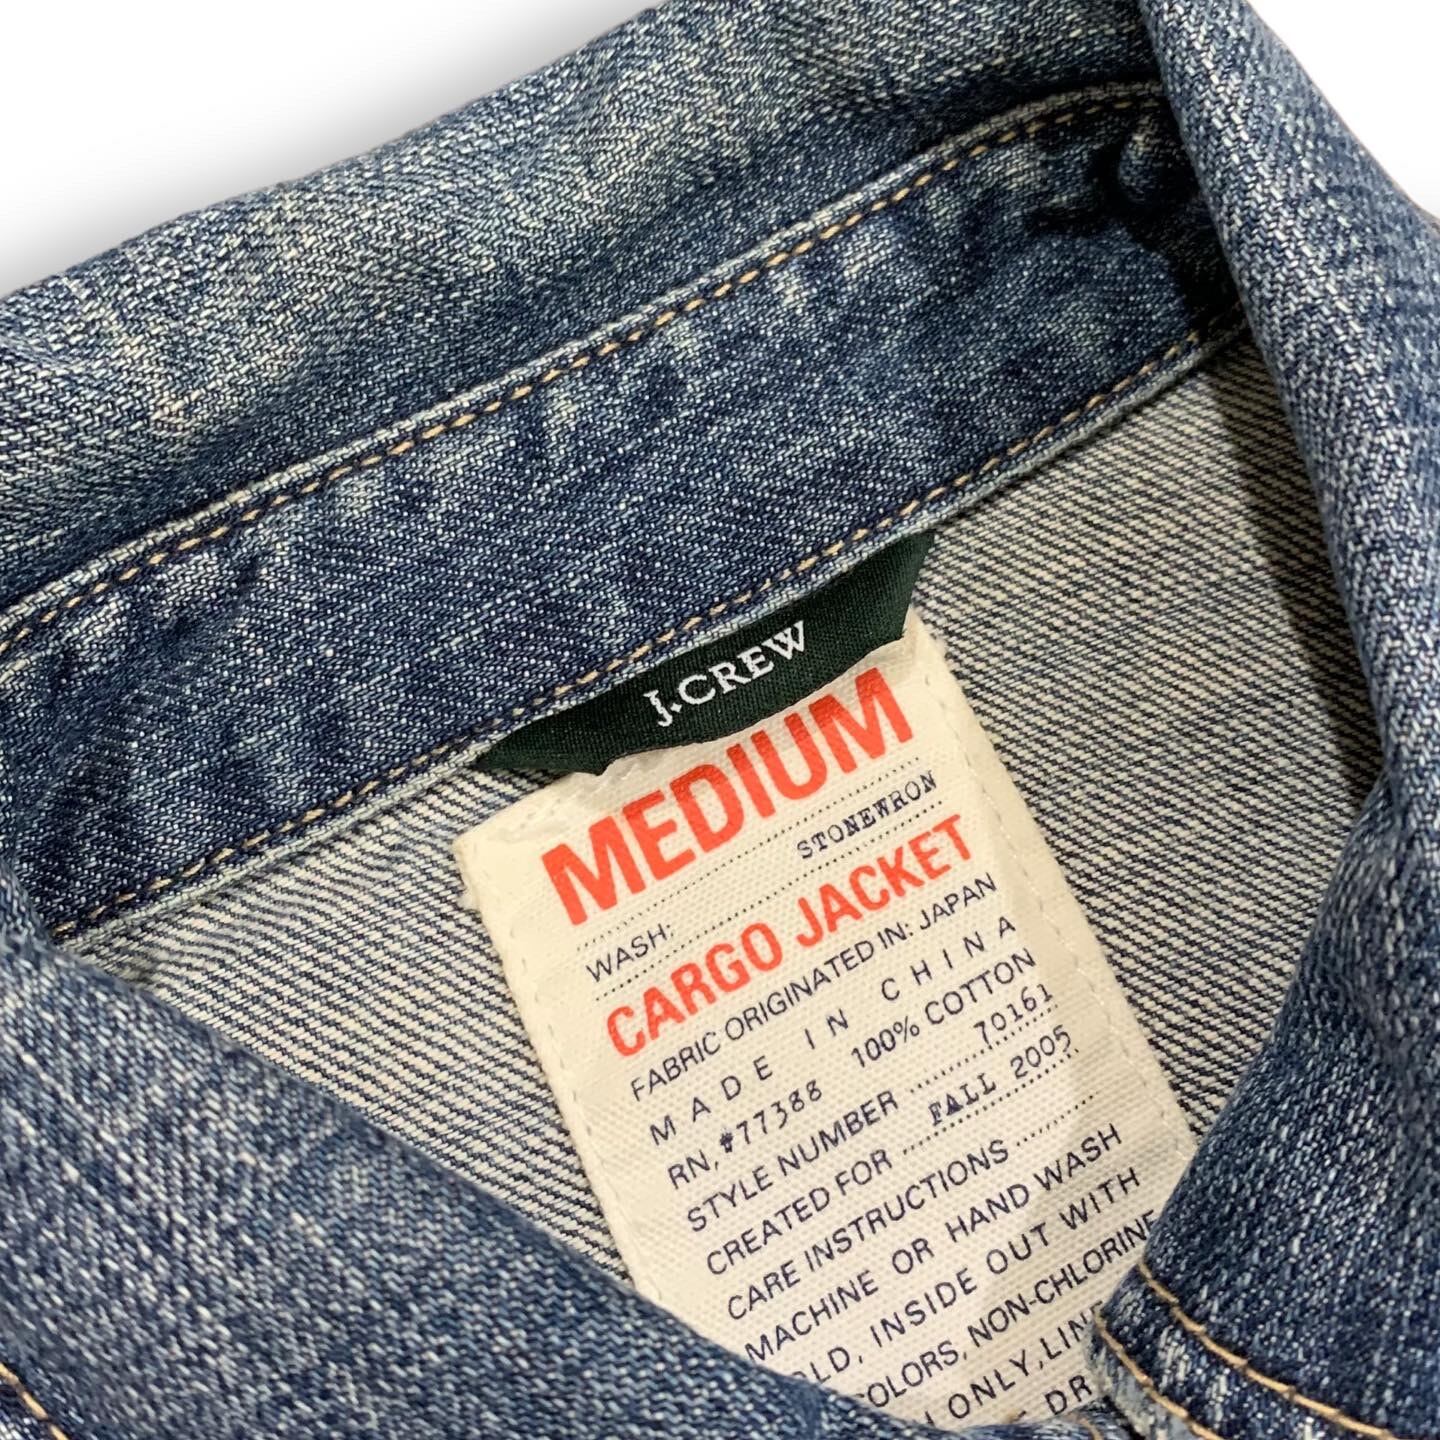 J.CREW
MEDIUM
WASH: STONEWRON
CARGO JACKET
FABRIC ORIGINATED IN: JAPAN
MADE IN CHINA
RN, #77388 100% COTTON
STYLE NUMBER ............ 70161
CREATED FOR ... FALL 2005
CARE INSTRUCTIONS ..........
MACHINE OR HAND WASH
INSIDE OUT WITH
NON-CHLORINE
ONLY,